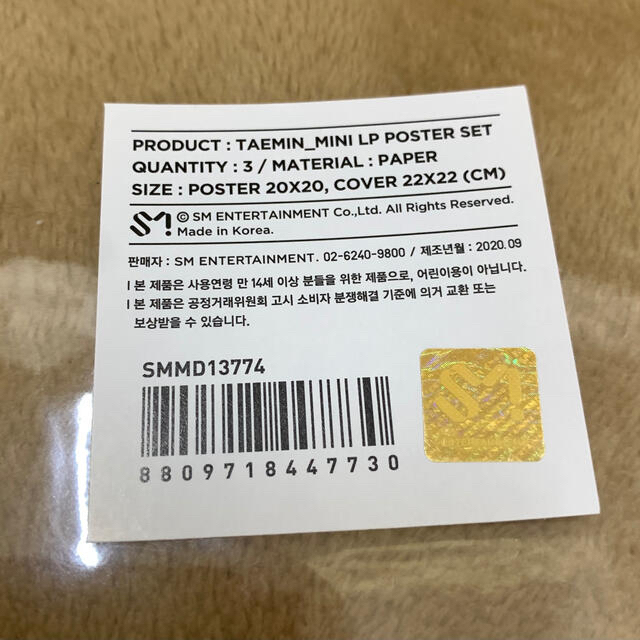 PRODUCT : TAEMIN_MINI LP POSTER SET
QUANTITY : 3 / MATERIAL : PAPER
SIZE : POSTER 20X20, COVER 22X22 (CM)
SM! © SM ENTERTAINMENT Co.,Ltd. All Rights Reserved.
Made in Korea.
판매자 : SM ENTERTAINMENT. 02-6240-9800 / 제조년월 : 2020.09
I 본 제품은 사용연령 만 14세 이상 분들을 위한 제품으로, 어린이용이 아닙니다.
I 본 제품은 공정거래위원회 고시 소비자 분쟁해결 기준에 의거 교환 또는
보상받을 수 있습니다.
SMMD13774
SM!
8809718447730